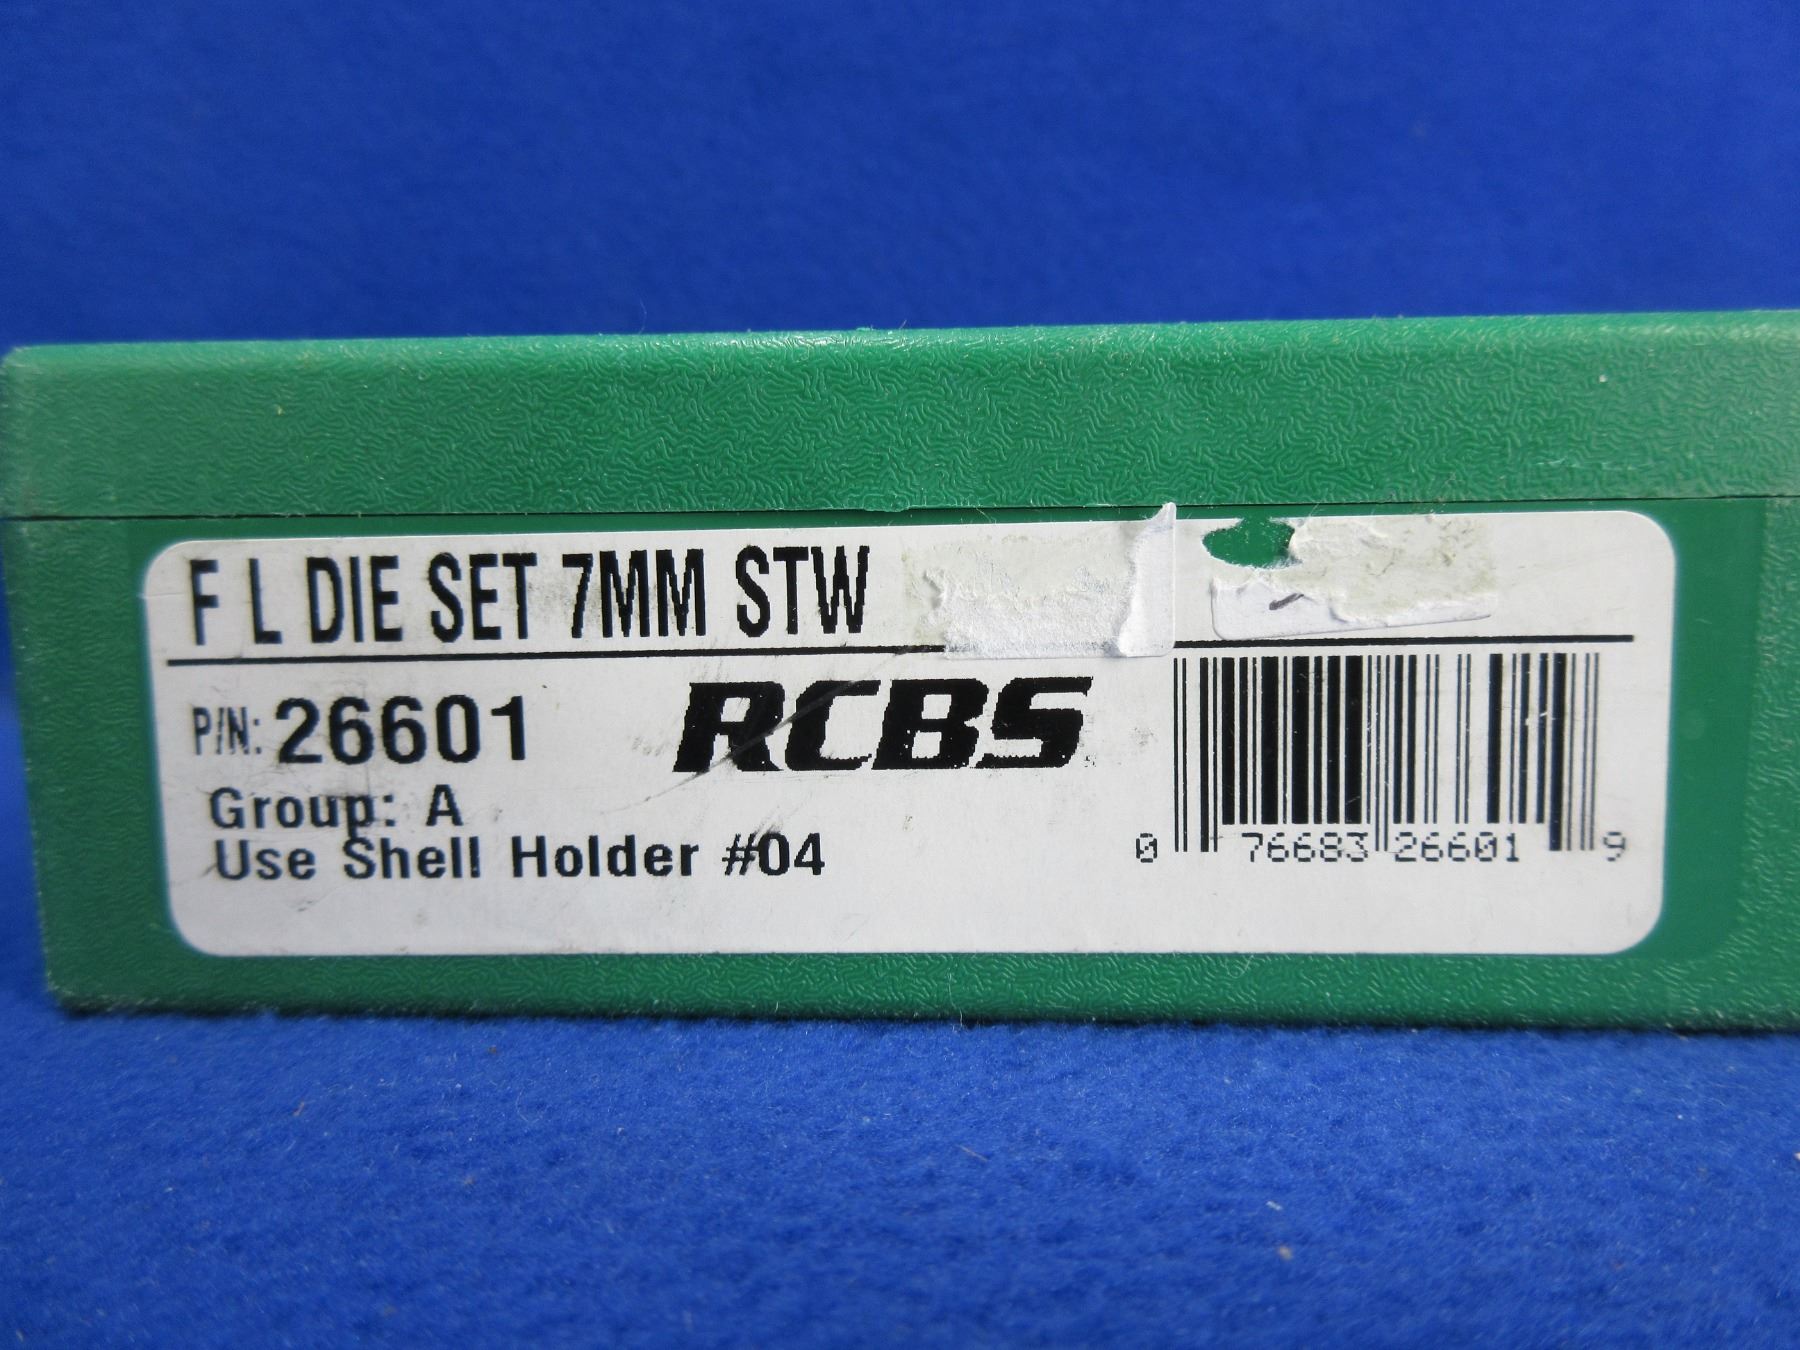 F L DIE SET 7MM STW
P/N: 26601
RCBS
Group: A
Use Shell Holder #04
0 76683 26601 9